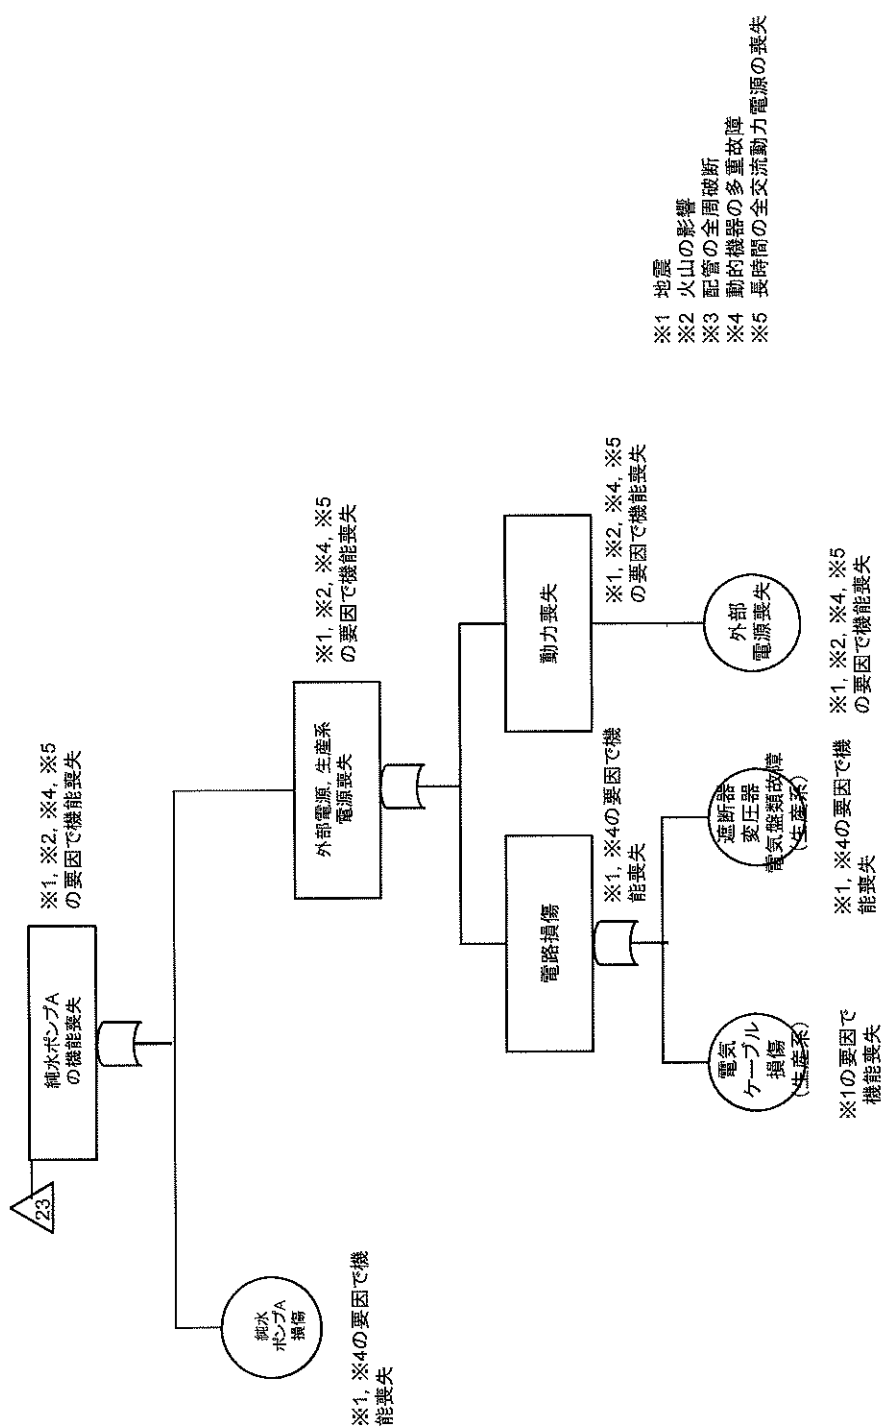 23
純水ポンプA
の機能喪失
※1, ※2, ※4, ※5
の要因で機能喪失
純水
ポンプA
損傷
※1, ※4の要因で機
能喪失
外部電源, 生産系
電源喪失
※1, ※2, ※4, ※5
の要因で機能喪失
電路損傷
※1, ※4の要因で機
能喪失
動力喪失
※1, ※2, ※4, ※5
の要因で機能喪失
電気
ケーブル
損傷
(生産系)
※1の要因で
機能喪失
遮断器
変圧器
電気盤類故障
(生産系)
※1, ※4の要因で機
能喪失
外部
電源喪失
※1, ※2, ※4, ※5
の要因で機能喪失
※1 地震
※2 火山の影響
※3 配管の全周破断
※4 動的機器の多重故障
※5 長時間の全交流動力電源の喪失